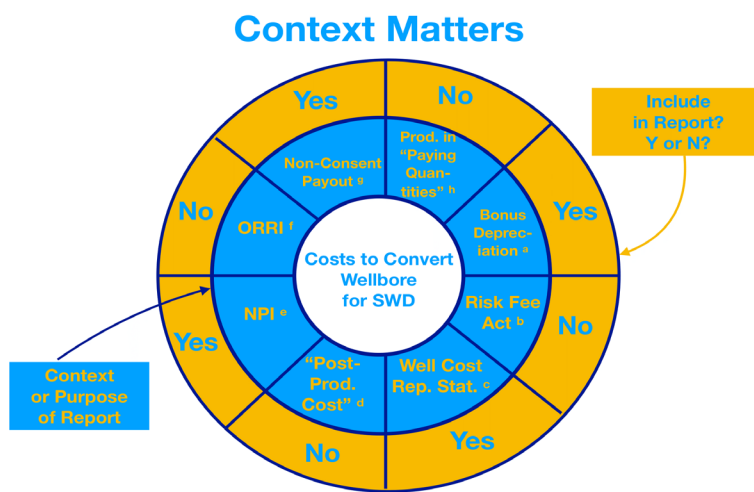 Context Matters
Yes
No
Include
in Report?
Y or N?
Non-Consent
Payout g
Prod. in
“Paying
Quan-
tities” h
No
Yes
ORRI f
Bonus
Deprec-
iation a
Costs to Convert
Wellbore
for SWD
NPI e
Risk Fee
Act b
Yes
No
“Post-
Prod.
Cost” d
Well Cost
Rep. Stat. c
Context
or Purpose
of Report
No
Yes